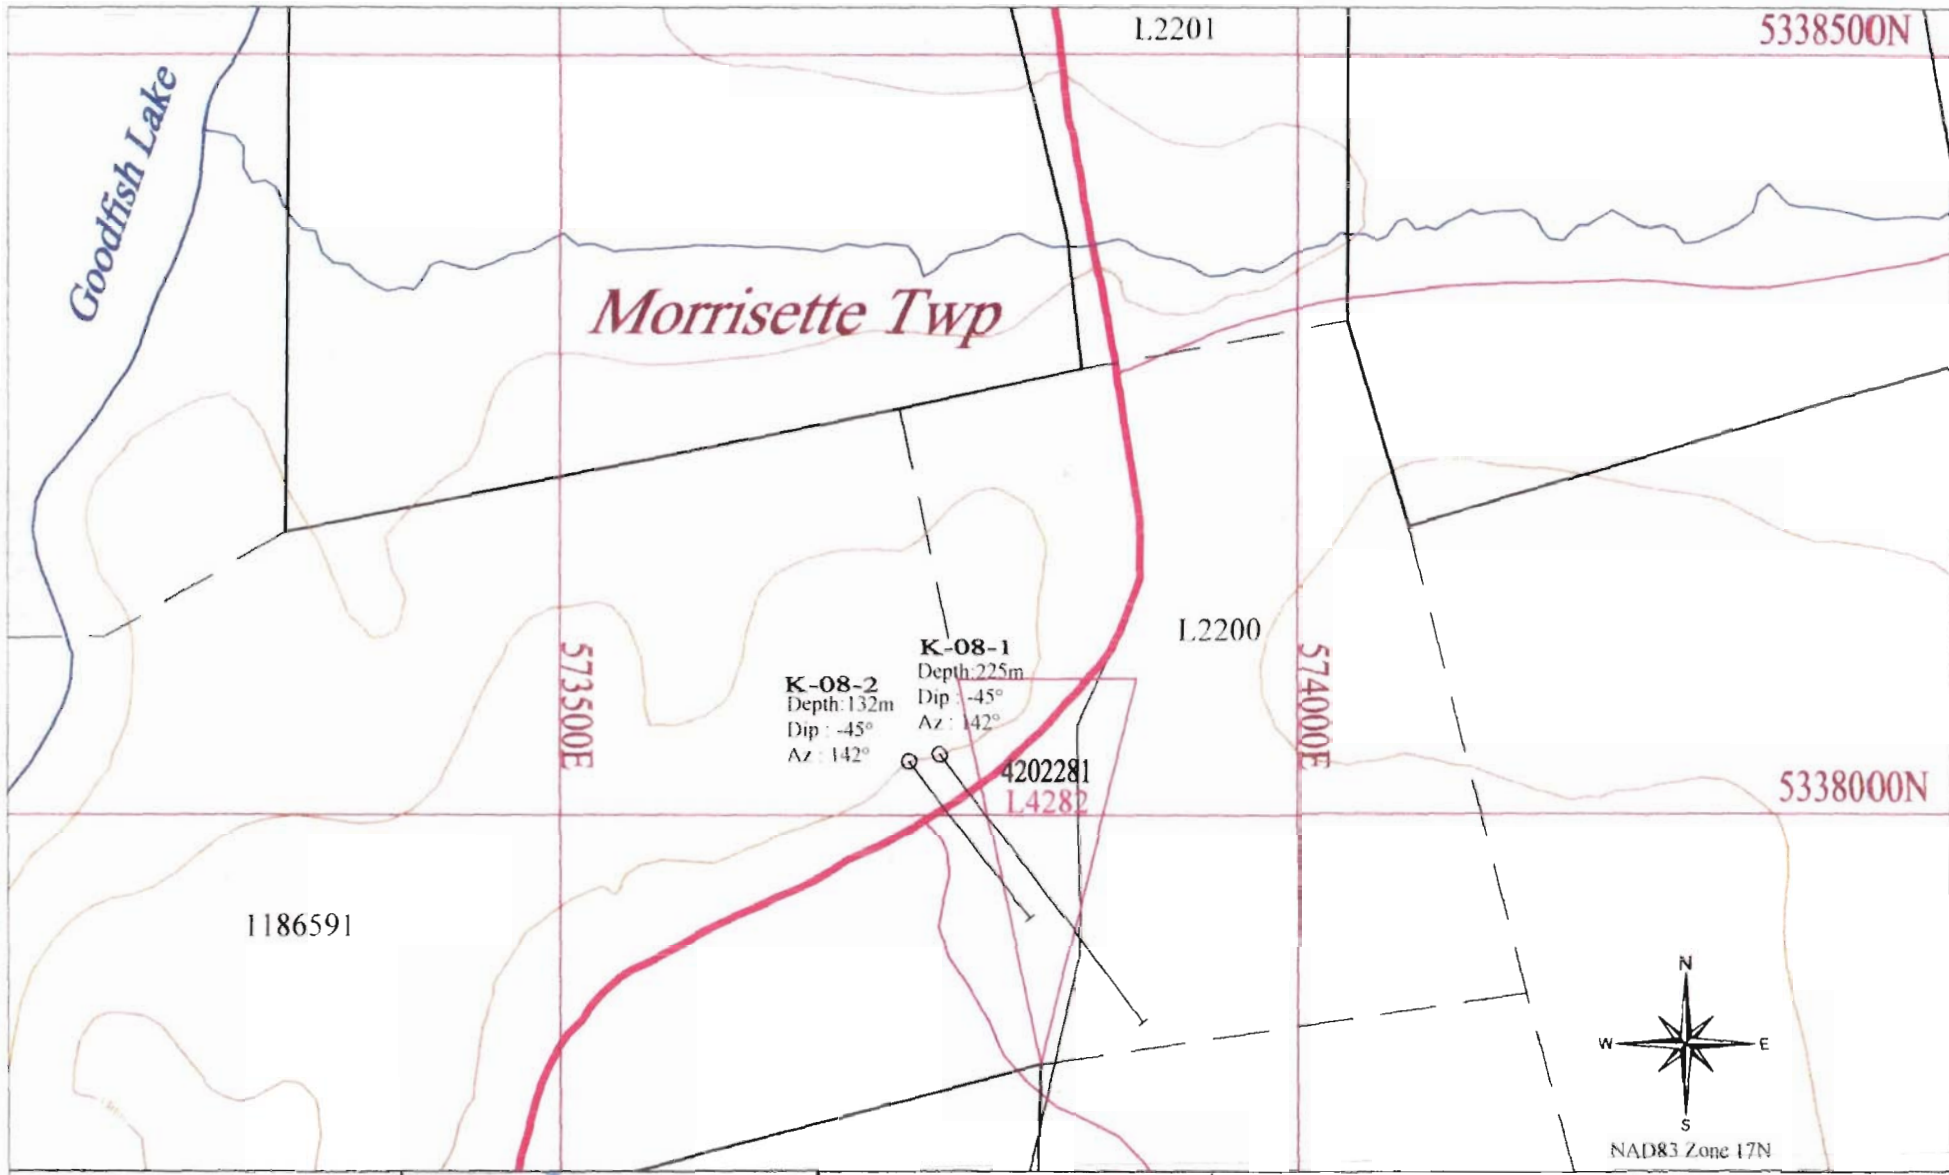 L2201
5338500N
Goodfish Lake
Morrisette Twp
L2200
573500E
574000E
K-08-1
Depth:225m
Dip : -45°
Az : 142°
K-08-2
Depth:132m
Dip : -45°
Az : 142°
4202281
L4282
5338000N
1186591
N
W
E
S
NAD83 Zone 17N